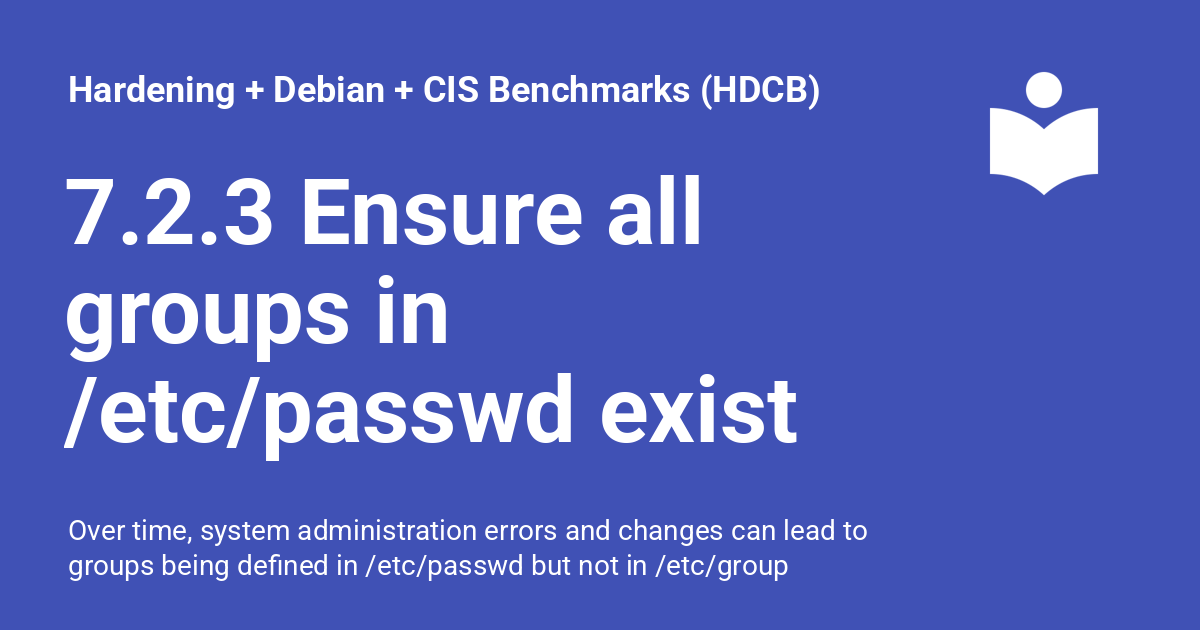 Hardening + Debian + CIS Benchmarks (HDCB)
7.2.3 Ensure all
groups in
/etc/passwd exist
Over time, system administration errors and changes can lead to
groups being defined in /etc/passwd but not in /etc/group